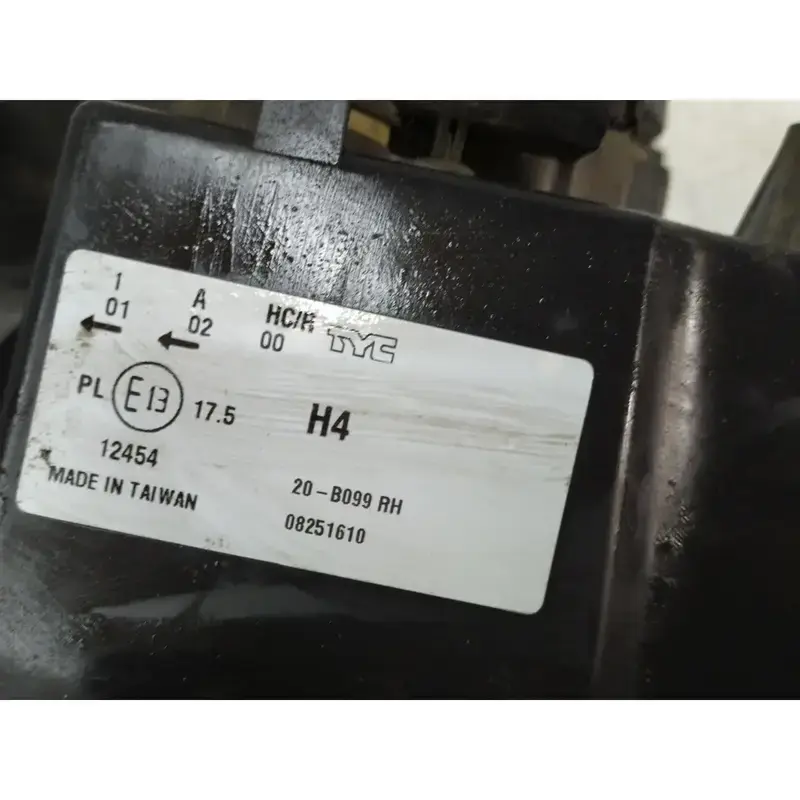 1 A HC/R TYC
01 02 00
PL E13 17.5 H4
12454
MADE IN TAIWAN
20-B099 RH
08251610